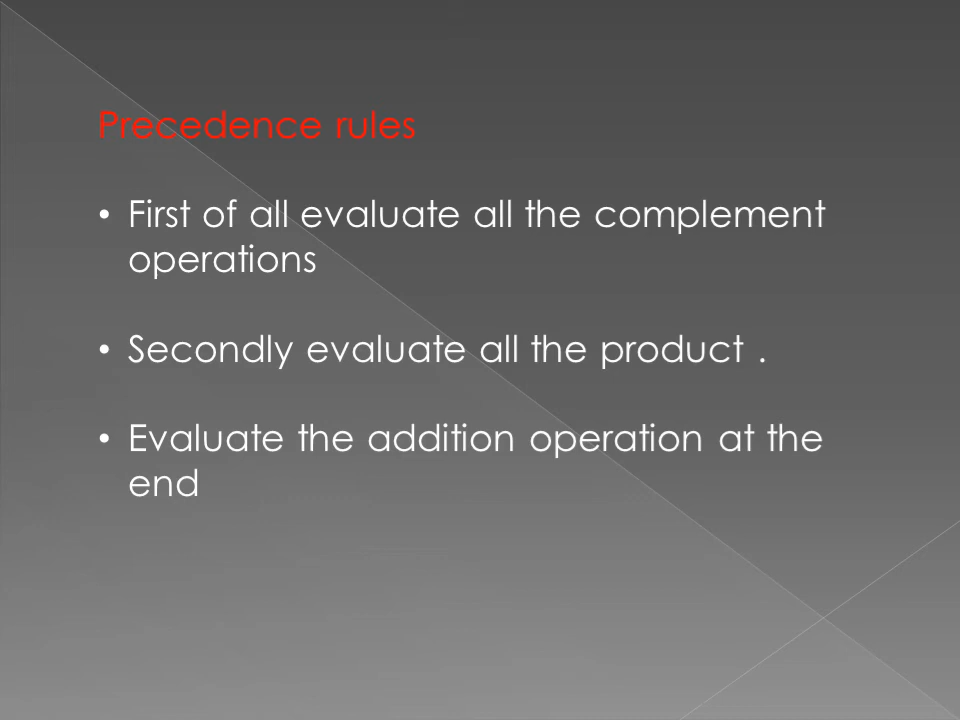 Precedence rules
• First of all evaluate all the complement
operations
• Secondly evaluate all the product .
• Evaluate the addition operation at the
end